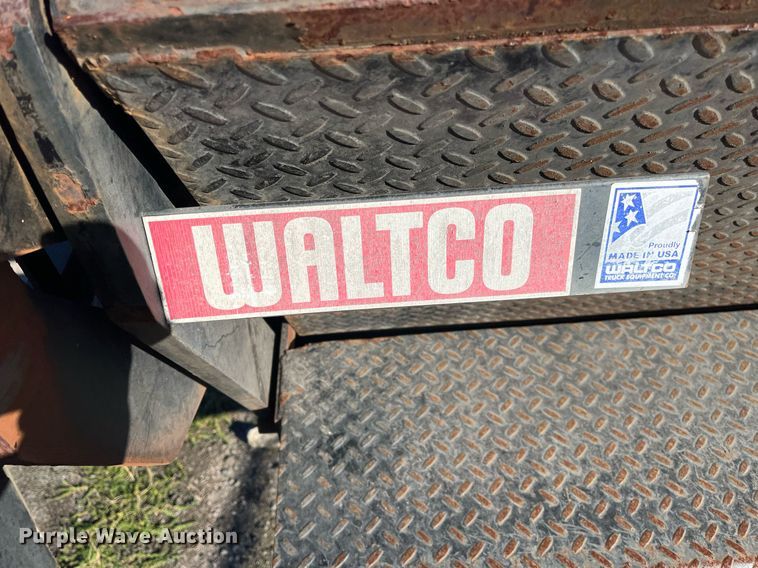 WALTCO
Proudly
MADE IN USA
WALTCO
TRUCK EQUIPMENT CO.
Purple Wave Auction